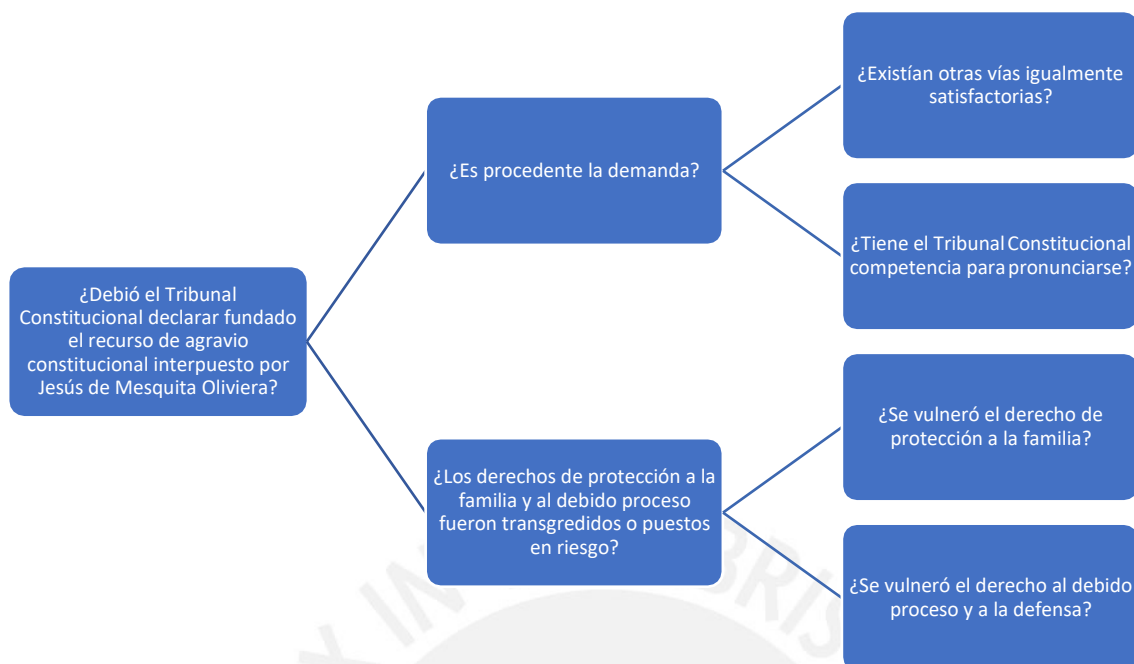 ¿Debió el Tribunal
Constitucional declarar fundado
el recurso de agravio
constitucional interpuesto por
Jesús de Mesquita Oliviera?
¿Es procedente la demanda?
¿Existían otras vías igualmente
satisfactorias?
¿Tiene el Tribunal Constitucional
competencia para pronunciarse?
¿Los derechos de protección a la
familia y al debido proceso
fueron transgredidos o puestos
en riesgo?
¿Se vulneró el derecho de
protección a la familia?
¿Se vulneró el derecho al debido
proceso y a la defensa?